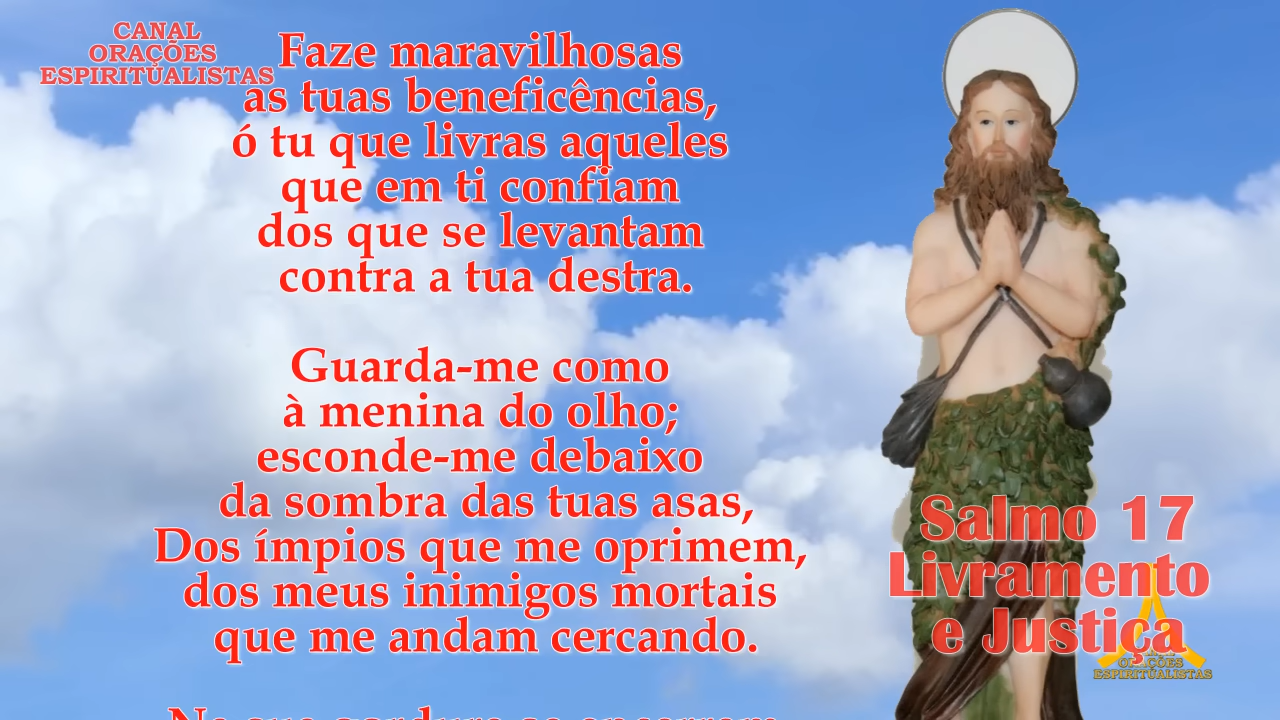 CANAL
ORAÇÕES
ESPIRITUALISTAS
Faze maravilhosas
as tuas beneficências,
ó tu que livras aqueles
que em ti confiam
dos que se levantam
contra a tua destra.
Guarda-me como
à menina do olho;
esconde-me debaixo
da sombra das tuas asas,
Dos ímpios que me oprimem,
dos meus inimigos mortais
que me andam cercando.
Salmo 17
Livramento
e Justiça
ORAÇÕES
ESPIRITUALISTAS